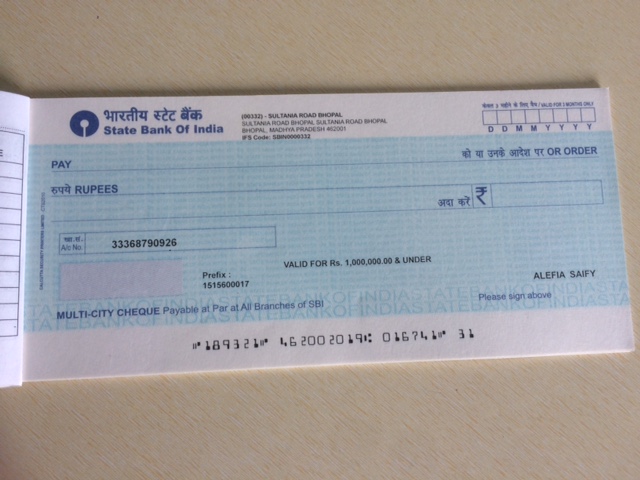 भारतीय स्टेट बैंक
State Bank Of India
(00332) - SULTANIA ROAD BHOPAL
SULTANIA ROAD BHOPAL SULTANIA ROAD BHOPAL
BHOPAL, MADHYA PRADESH 462001
IFS Code: SBIN0000332
केवल 3 महीने के लिए वैध / VALID FOR 3 MONTHS ONLY
D D M M Y Y Y Y
PAY
को या उनके आदेश पर OR ORDER
रुपये RUPEES
अदा करें ₹
खा.सं.
A/c No.
33368790926
VALID FOR Rs. 1,000,000.00 & UNDER
Prefix :
1515600017
ALEFIA SAIFY
MULTI-CITY CHEQUE Payable at Par at All Branches of SBI
Please sign above
⑈189321⑈ 462002019⑆ 016741⑈ 31